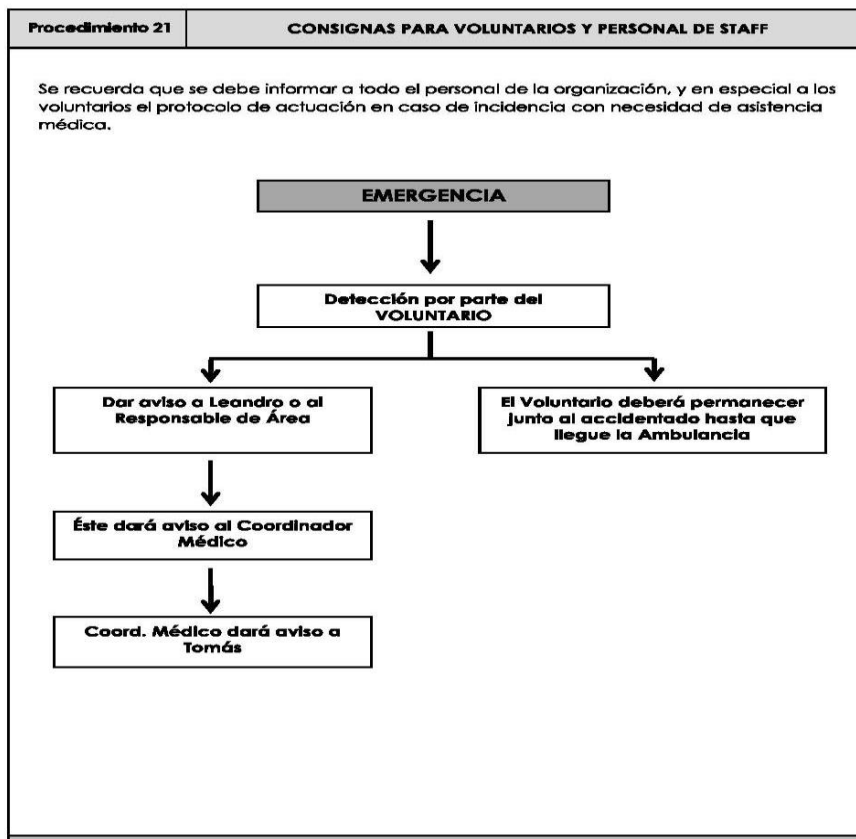 Procedimiento 21
CONSIGNAS PARA VOLUNTARIOS Y PERSONAL DE STAFF
Se recuerda que se debe informar a todo el personal de la organización, y en especial a los
voluntarios el protocolo de actuación en caso de incidencia con necesidad de asistencia
médica.
EMERGENCIA
Detección por parte del
VOLUNTARIO
Dar aviso a Leandro o al
Responsable de Área
El Voluntario deberá permanecer
junto al accidentado hasta que
llegue la Ambulancia
Éste dará aviso al Coordinador
Médico
Coord. Médico dará aviso a
Tomás